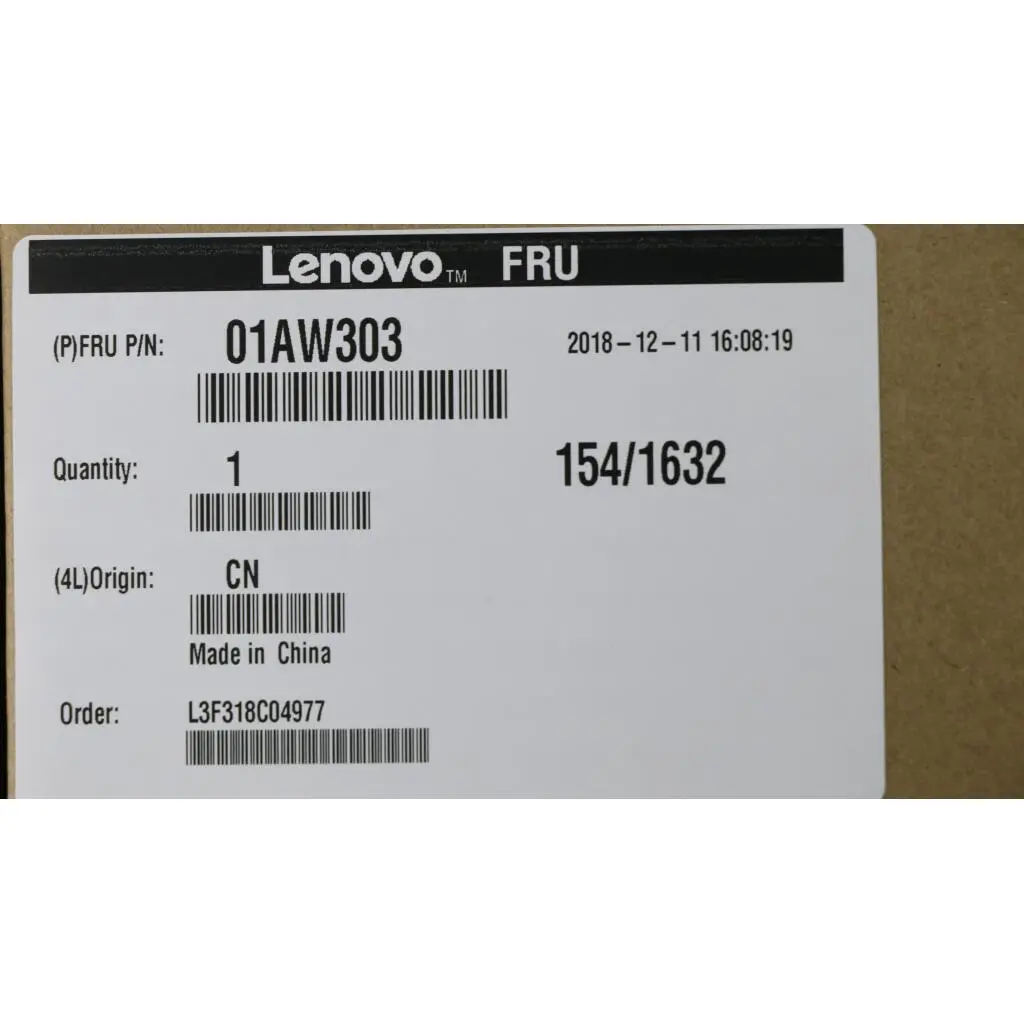 Lenovo™ FRU
(P)FRU P/N: 01AW303 2018-12-11 16:08:19
Quantity: 1 154/1632
(4L)Origin: CN
Made in China
Order: L3F318C04977